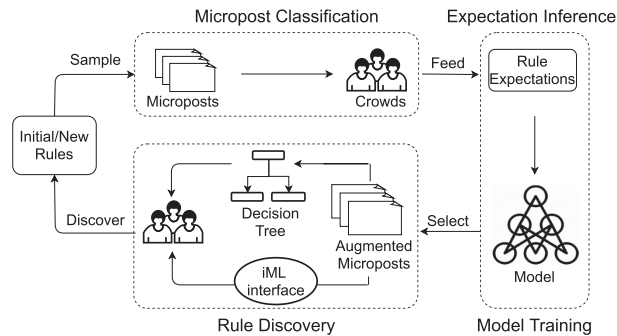 Micropost Classification
Expectation Inference
Sample
Microposts
Crowds
Feed
Rule
Expectations
Initial/New
Rules
Discover
Decision
Tree
Augmented
Microposts
iML
interface
Select
Model
Rule Discovery
Model Training